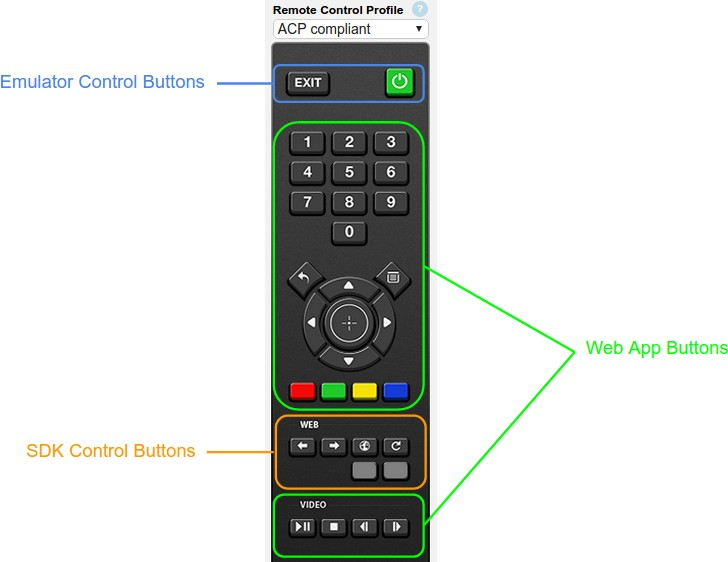 Remote Control Profile ?
ACP compliant
Emulator Control Buttons
EXIT
1 2 3
4 5 6
7 8 9
0
Web App Buttons
WEB
SDK Control Buttons
VIDEO